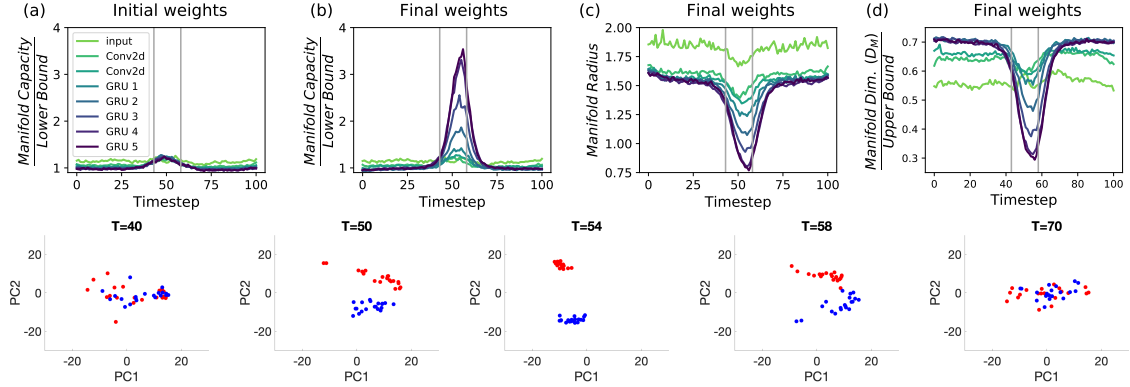 (a) Initial weights
Manifold Capacity
Lower Bound
4
3
2
1
input
Conv2d
Conv2d
GRU 1
GRU 2
GRU 3
GRU 4
GRU 5
0 25 50 75 100
Timestep
(b) Final weights
Manifold Capacity
Lower Bound
4
3
2
1
0 25 50 75 100
Timestep
(c) Final weights
Manifold Radius
2.00
1.75
1.50
1.25
1.00
0.75
0 25 50 75 100
Timestep
(d) Final weights
Manifold Dim. (D_M)
Upper Bound
0.7
0.6
0.5
0.4
0.3
0 20 40 60 80 100
Timestep
T=40
PC2
20
0
-20
-20 0 20
PC1
T=50
PC2
20
0
-20
-20 0 20
PC1
T=54
PC2
20
0
-20
-20 0 20
PC1
T=58
PC2
20
0
-20
-20 0 20
PC1
T=70
PC2
20
0
-20
-20 0 20
PC1